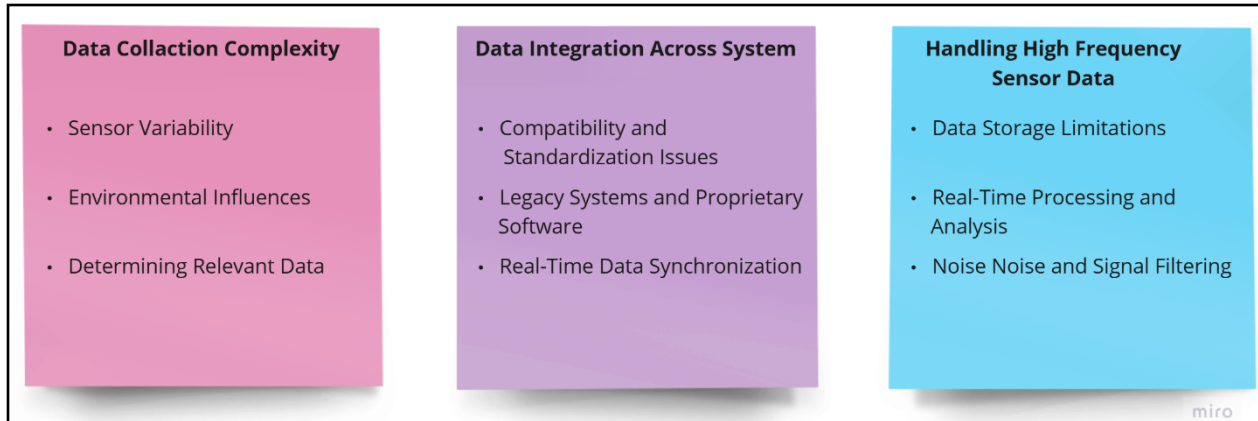 Data Collaction Complexity
• Sensor Variability
• Environmental Influences
• Determining Relevant Data
Data Integration Across System
• Compatibility and
Standardization Issues
• Legacy Systems and Proprietary
Software
• Real-Time Data Synchronization
Handling High Frequency
Sensor Data
• Data Storage Limitations
• Real-Time Processing and
Analysis
• Noise Noise and Signal Filtering
miro